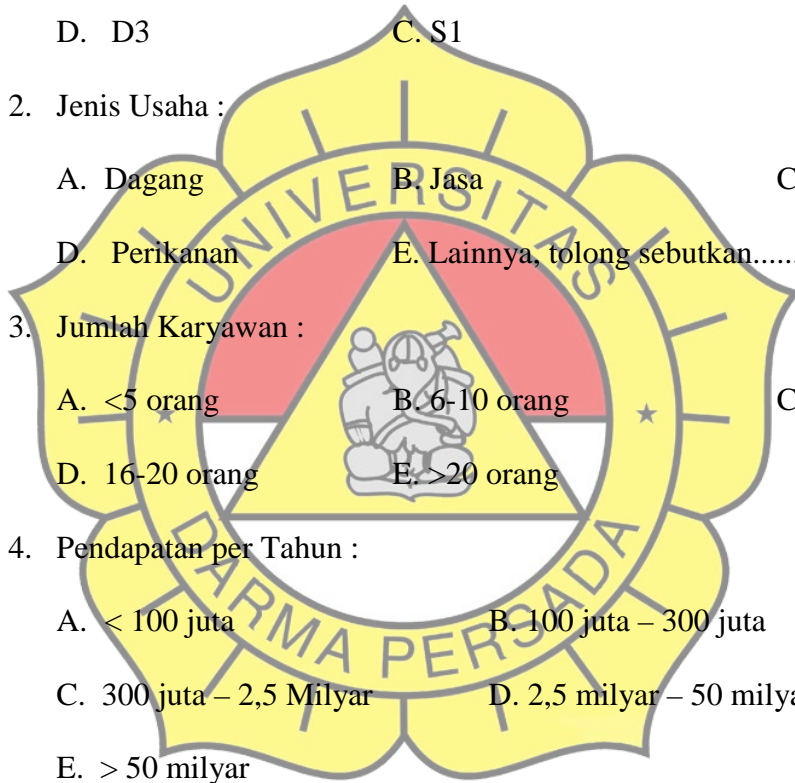 D. D3 C. S1
2. Jenis Usaha :
A. Dagang B. Jasa C
D. Perikanan E. Lainnya, tolong sebutkan......
3. Jumlah Karyawan :
A. <5 orang B. 6-10 orang C
D. 16-20 orang E. >20 orang
4. Pendapatan per Tahun :
A. < 100 juta B. 100 juta – 300 juta
C. 300 juta – 2,5 Milyar D. 2,5 milyar – 50 milya
E. > 50 milyar
UNIVERSITAS
DARMA PERSADA